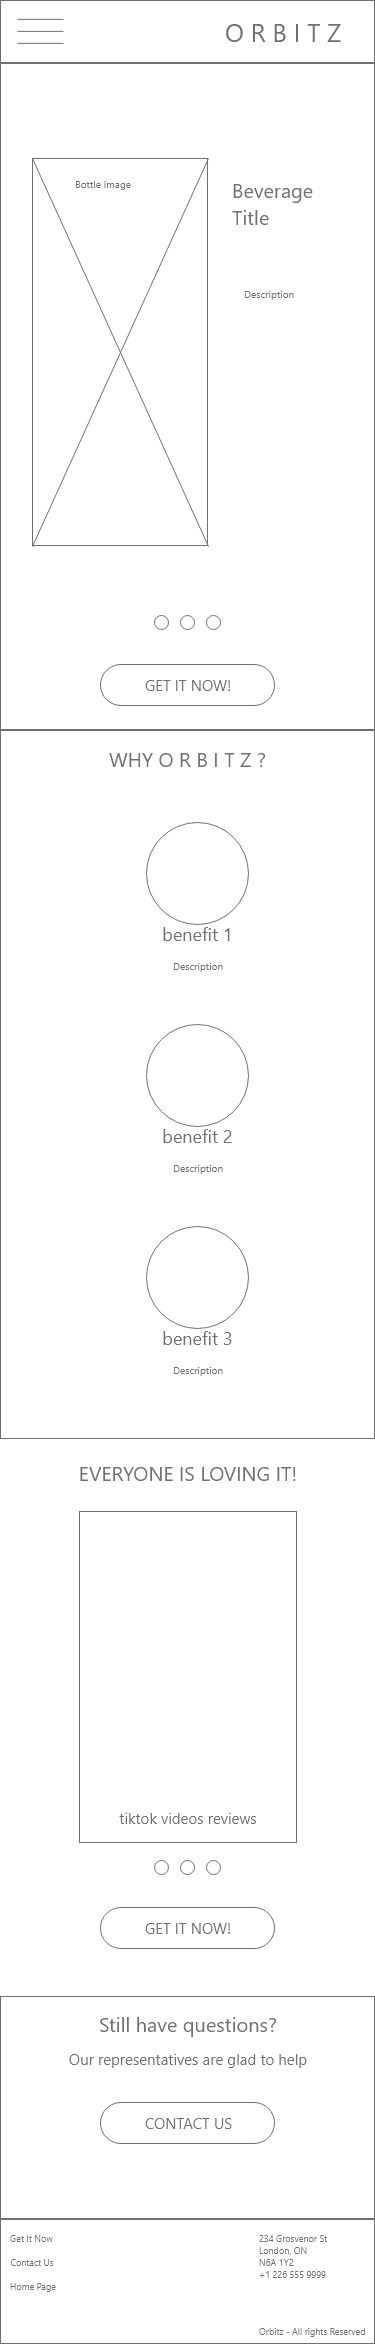 O R B I T Z
Bottle image
Beverage
Title
Description
GET IT NOW!
WHY O R B I T Z ?
benefit 1
Description
benefit 2
Description
benefit 3
Description
EVERYONE IS LOVING IT!
tiktok videos reviews
GET IT NOW!
Still have questions?
Our representatives are glad to help
CONTACT US
Get It Now
Contact Us
Home Page
234 Grosvenor St
London, ON
N6A 1Y2
+1 226 555 9999
Orbitz - All rights Reserved